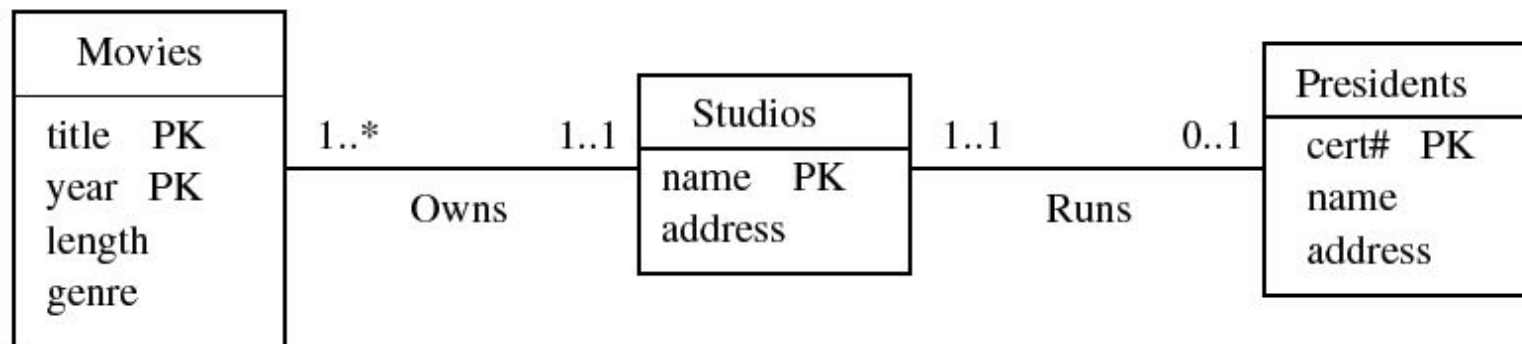 Movies
title PK
year PK
length
genre
1..*
1..1
Owns
Studios
name PK
address
1..1
0..1
Runs
Presidents
cert# PK
name
address